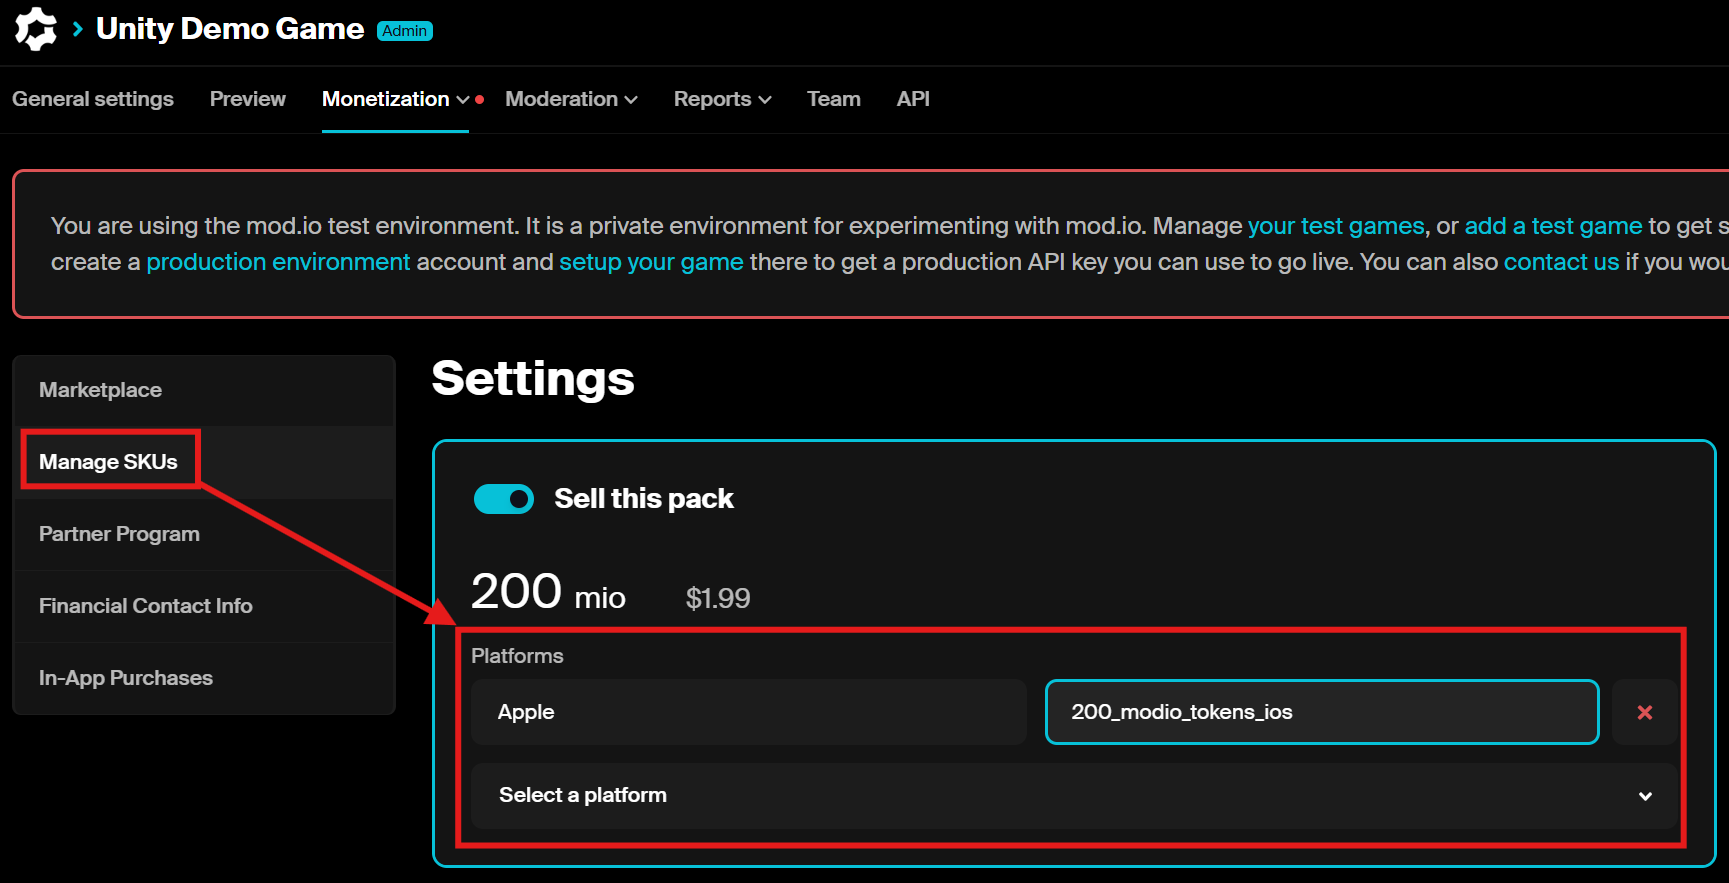 Unity Demo Game Admin
General settings Preview Monetization Moderation Reports Team API
You are using the mod.io test environment. It is a private environment for experimenting with mod.io. Manage your test games, or add a test game to get
create a production environment account and setup your game there to get a production API key you can use to go live. You can also contact us if you
Marketplace
Manage SKUs
Partner Program
Financial Contact Info
In-App Purchases
Settings
Sell this pack
200 mio $1.99
Platforms
Apple 200_modio_tokens_ios
Select a platform